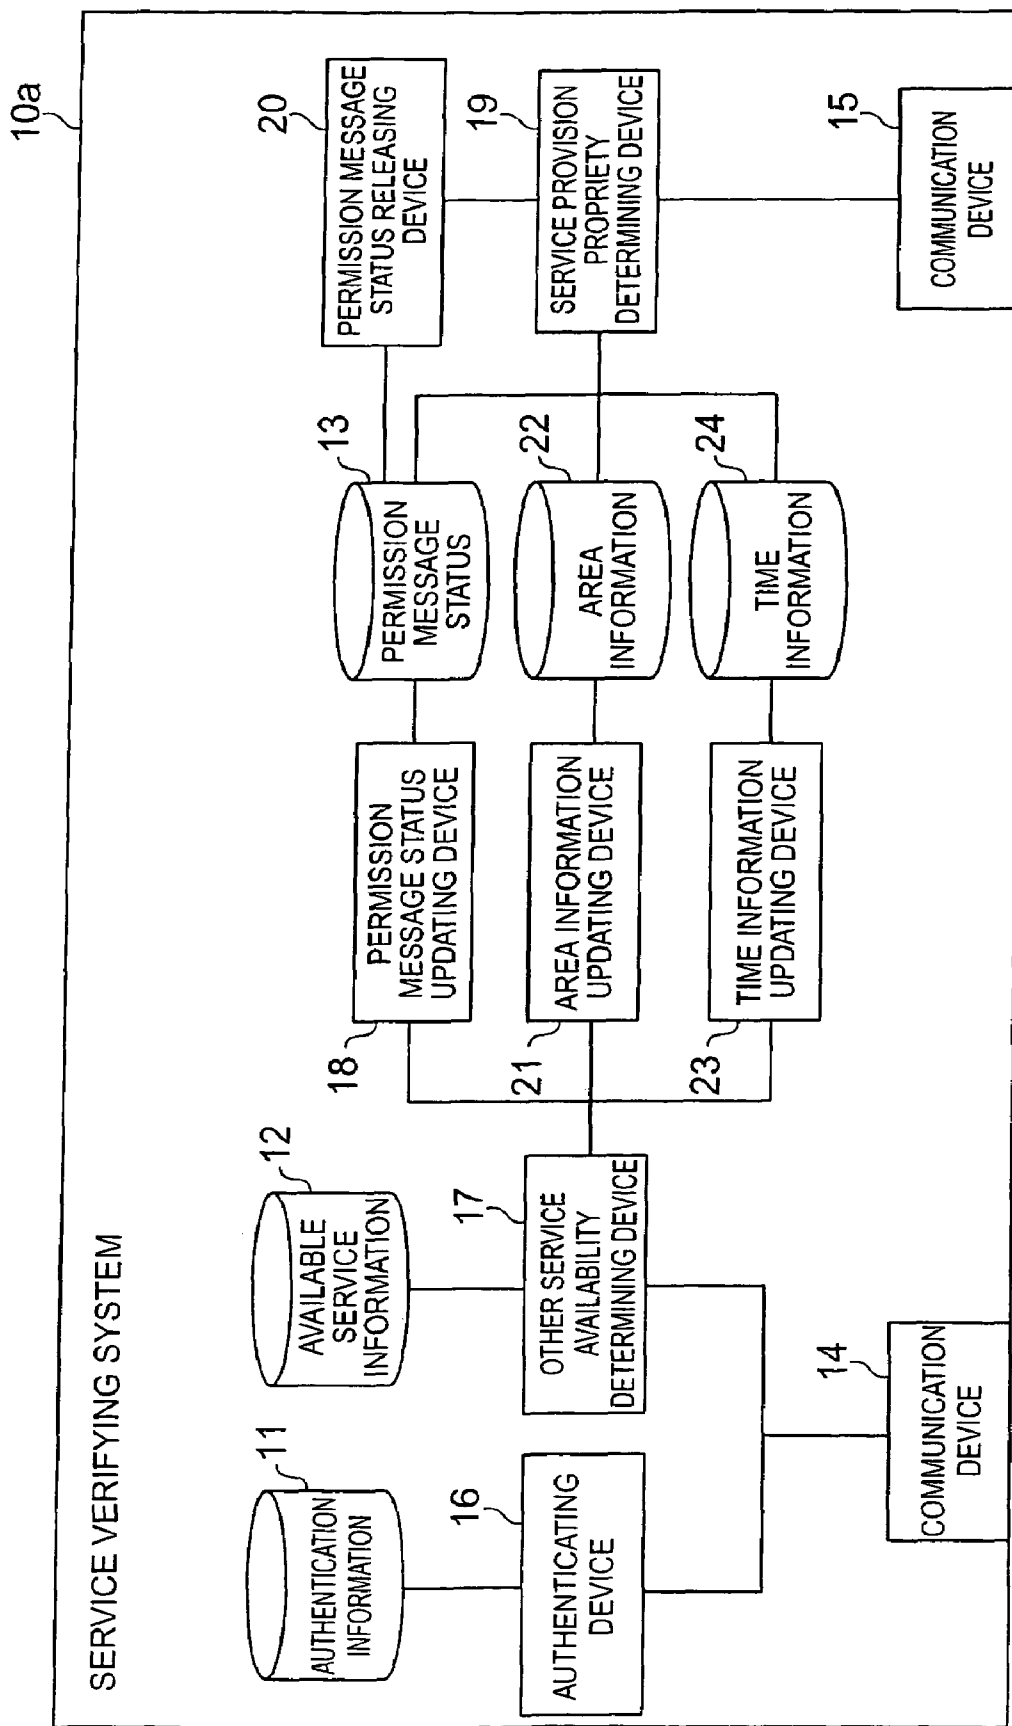 10a
SERVICE VERIFYING SYSTEM
11
AUTHENTICATION
INFORMATION
12
AVAILABLE
SERVICE
INFORMATION
16
AUTHENTICATING
DEVICE
17
OTHER SERVICE
AVAILABILITY
DETERMINING DEVICE
14
COMMUNICATION
DEVICE
18
PERMISSION
MESSAGE STATUS
UPDATING DEVICE
21
AREA INFORMATION
UPDATING DEVICE
23
TIME INFORMATION
UPDATING DEVICE
13
PERMISSION
MESSAGE
STATUS
22
AREA
INFORMATION
24
TIME
INFORMATION
20
PERMISSION MESSAGE
STATUS RELEASING
DEVICE
19
SERVICE PROVISION
PROPRIETY
DETERMINING DEVICE
15
COMMUNICATION
DEVICE